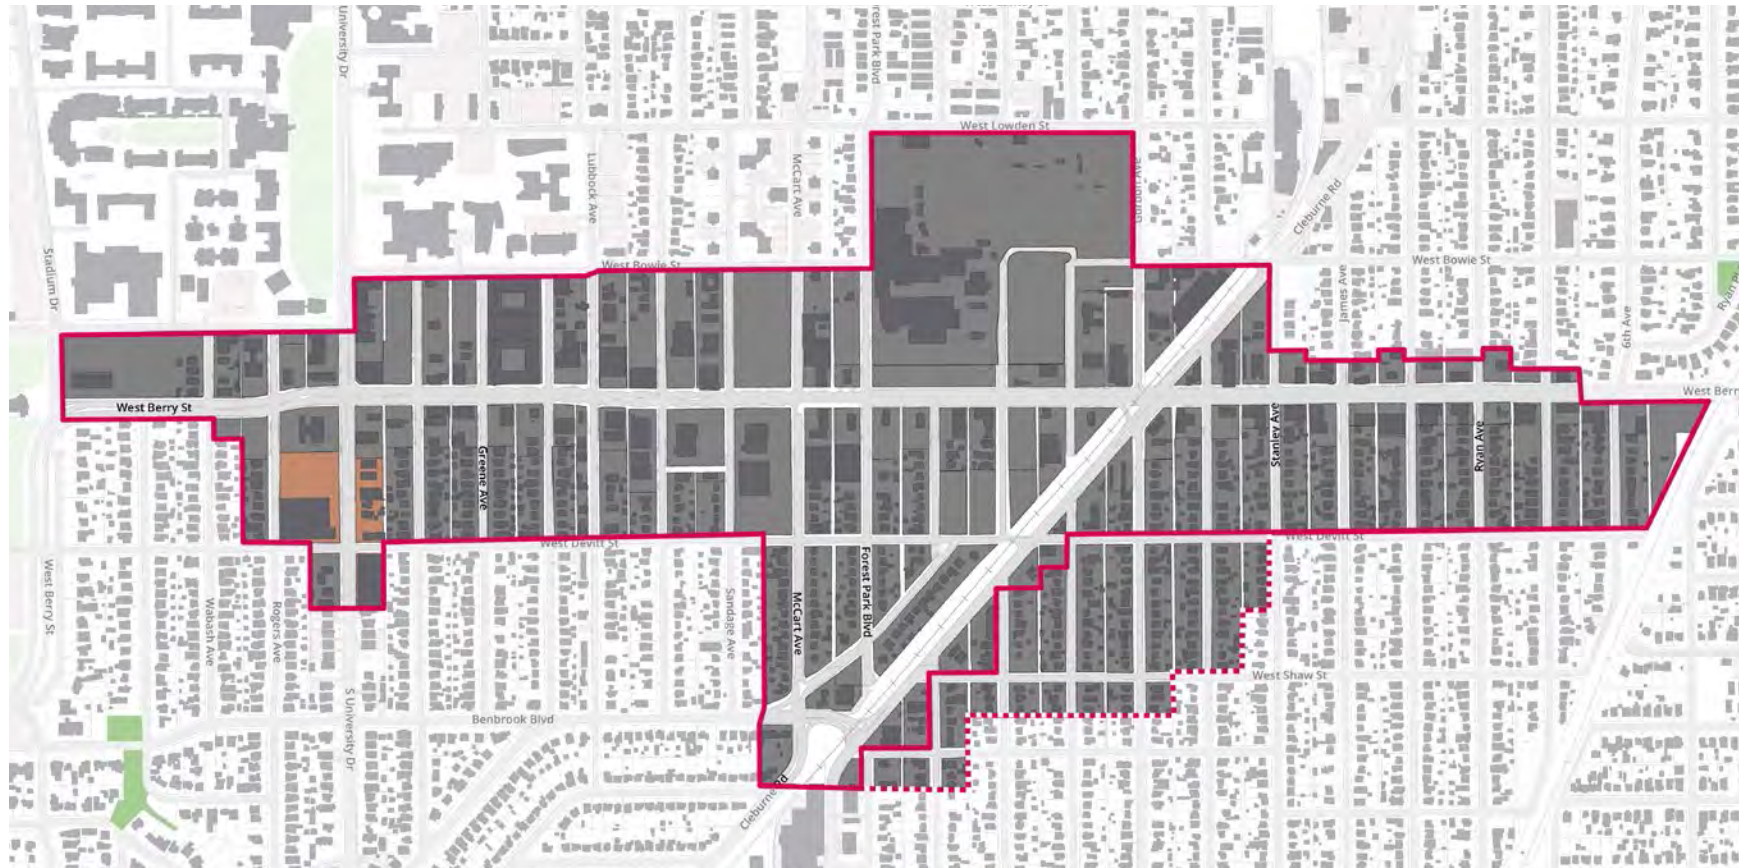 University Dr
Forest Park Blvd
West Lowden St
Lubbock Ave
McCart Ave
Gordon Ave
Cleburne Rd
Stadium Dr
West Bowie St
West Bowie St
James Ave
6th Ave
West Berry St
West Berry
Greene Ave
Stanley Ave
Ryan Ave
West Devitt St
West Devitt St
West Berry St
Wabash Ave
Rogers Ave
Sandage Ave
McCart Ave
Forest Park Blvd
West Shaw St
S University Dr
Benbrook Blvd
Cleburne Rd